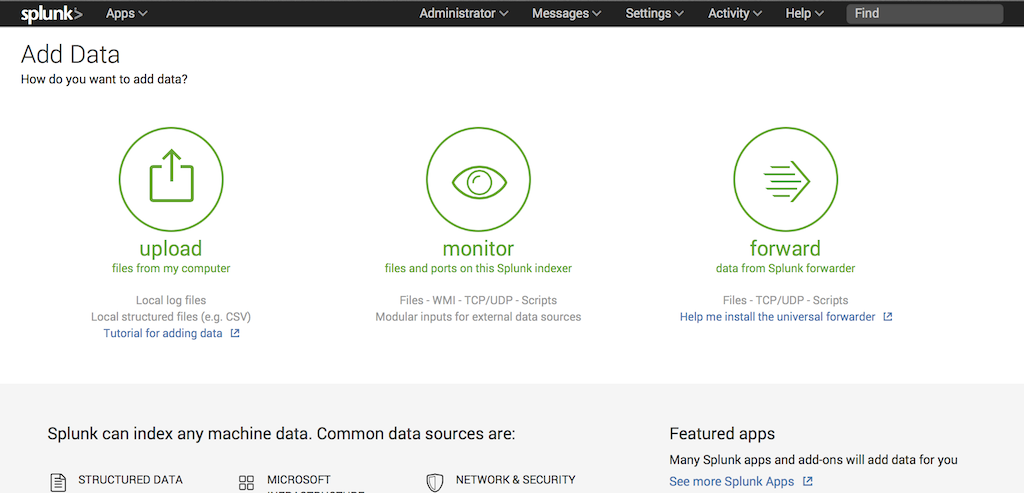 splunk> Apps Administrator Messages Settings Activity Help Find
Add Data
How do you want to add data?
upload monitor forward
files from my computer files and ports on this Splunk indexer data from Splunk forwarder
Local log files Files - WMI - TCP/UDP - Scripts Files - TCP/UDP - Scripts
Local structured files (e.g. CSV) Modular inputs for external data sources Help me install the universal forwarder
Tutorial for adding data
Splunk can index any machine data. Common data sources are: Featured apps
Many Splunk apps and add-ons will add data for you
STRUCTURED DATA MICROSOFT NETWORK & SECURITY See more Splunk Apps
INFRASTRUCTURE